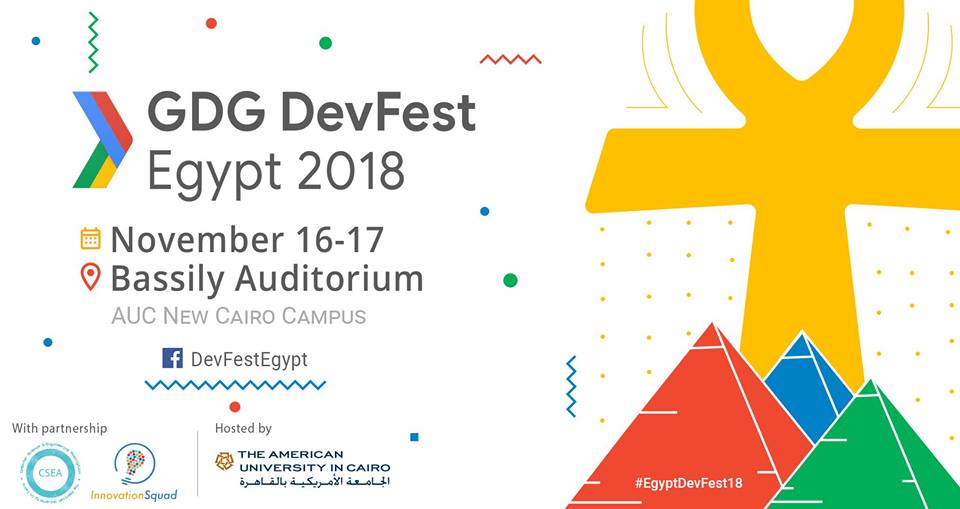 GDG DevFest
Egypt 2018
November 16-17
Bassily Auditorium
AUC New Cairo Campus
DevFestEgypt
With partnership
CSEA
InnovationSquad
Hosted by
THE AMERICAN
UNIVERSITY IN CAIRO
الجامعة الأمريكية بالقاهرة
#EgyptDevFest18